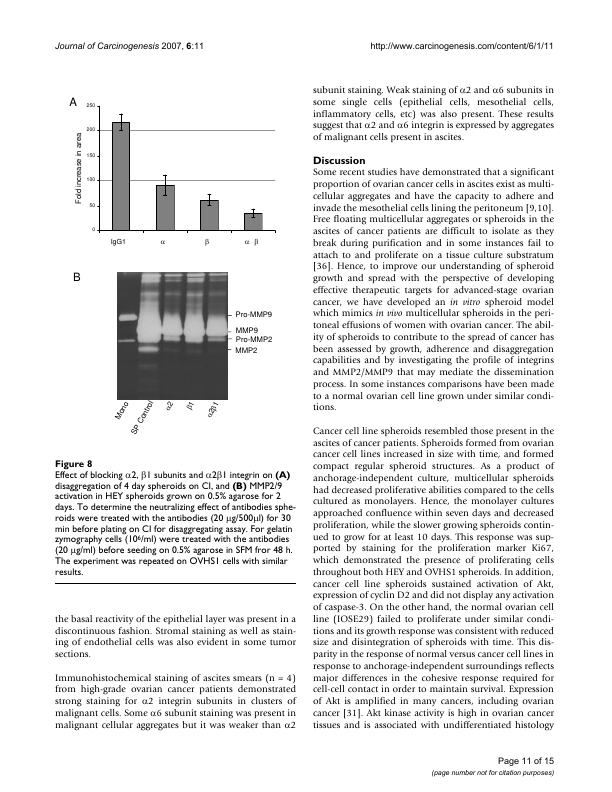 Journal of Carcinogenesis 2007, 6:11
http://www.carcinogenesis.com/content/6/1/11
A
250
200
150
100
50
0
Fold increase in area
IgG1
α
β
α β
B
Pro-MMP9
MMP9
Pro-MMP2
MMP2
Mono
SP Control
α2
β1
α2β1
Figure 8
Effect of blocking α2, β1 subunits and α2β1 integrin on (A)
disaggregation of 4 day spheroids on CI, and (B) MMP2/9
activation in HEY spheroids grown on 0.5% agarose for 2
days. To determine the neutralizing effect of antibodies sphe-
roids were treated with the antibodies (20 μg/500μl) for 30
min before plating on CI for disaggregating assay. For gelatin
zymography cells (10⁶/ml) were treated with the antibodies
(20 μg/ml) before seeding on 0.5% agarose in SFM fror 48 h.
The experiment was repeated on OVHS1 cells with similar
results.
the basal reactivity of the epithelial layer was present in a
discontinuous fashion. Stromal staining as well as stain-
ing of endothelial cells was also evident in some tumor
sections.
Immunohistochemical staining of ascites smears (n = 4)
from high-grade ovarian cancer patients demonstrated
strong staining for α2 integrin subunits in clusters of
malignant cells. Some α6 subunit staining was present in
malignant cellular aggregates but it was weaker than α2
subunit staining. Weak staining of α2 and α6 subunits in
some single cells (epithelial cells, mesothelial cells,
inflammatory cells, etc) was also present. These results
suggest that α2 and α6 integrin is expressed by aggregates
of malignant cells present in ascites.
Discussion
Some recent studies have demonstrated that a significant
proportion of ovarian cancer cells in ascites exist as multi-
cellular aggregates and have the capacity to adhere and
invade the mesothelial cells lining the peritoneum [9,10].
Free floating multicellular aggregates or spheroids in the
ascites of cancer patients are difficult to isolate as they
break during purification and in some instances fail to
attach to and proliferate on a tissue culture substratum
[36]. Hence, to improve our understanding of spheroid
growth and spread with the perspective of developing
effective therapeutic targets for advanced-stage ovarian
cancer, we have developed an in vitro spheroid model
which mimics in vivo multicellular spheroids in the peri-
toneal effusions of women with ovarian cancer. The abil-
ity of spheroids to contribute to the spread of cancer has
been assessed by growth, adherence and disaggregation
capabilities and by investigating the profile of integrins
and MMP2/MMP9 that may mediate the dissemination
process. In some instances comparisons have been made
to a normal ovarian cell line grown under similar condi-
tions.
Cancer cell line spheroids resembled those present in the
ascites of cancer patients. Spheroids formed from ovarian
cancer cell lines increased in size with time, and formed
compact regular spheroid structures. As a product of
anchorage-independent culture, multicellular spheroids
had decreased proliferative abilities compared to the cells
cultured as monolayers. Hence, the monolayer cultures
approached confluence within seven days and decreased
proliferation, while the slower growing spheroids contin-
ued to grow for at least 10 days. This response was sup-
ported by staining for the proliferation marker Ki67,
which demonstrated the presence of proliferating cells
throughout both HEY and OVHS1 spheroids. In addition,
cancer cell line spheroids sustained activation of Akt,
expression of cyclin D2 and did not display any activation
of caspase-3. On the other hand, the normal ovarian cell
line (IOSE29) failed to proliferate under similar condi-
tions and its growth response was consistent with reduced
size and disintegration of spheroids with time. This dis-
parity in the response of normal versus cancer cell lines in
response to anchorage-independent surroundings reflects
major differences in the cohesive response required for
cell-cell contact in order to maintain survival. Expression
of Akt is amplified in many cancers, including ovarian
cancer [31]. Akt kinase activity is high in ovarian cancer
tissues and is associated with undifferentiated histology
Page 11 of 15
(page number not for citation purposes)